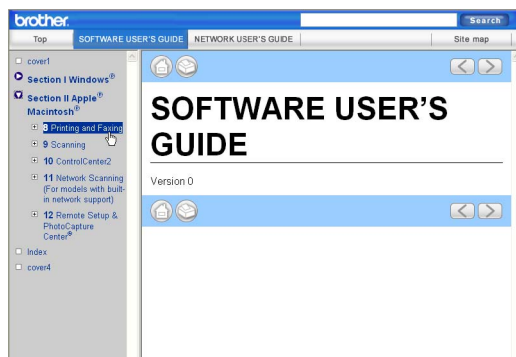 brother.
Search
Top
SOFTWARE USER'S GUIDE
NETWORK USER'S GUIDE
Site map
cover1
Section I Windows®
Section II Apple®
Macintosh®
8 Printing and Faxing
9 Scanning
10 ControlCenter2
11 Network Scanning
(For models with built-
in network support)
12 Remote Setup &
PhotoCapture
Center®
Index
cover4
SOFTWARE USER'S
GUIDE
Version 0